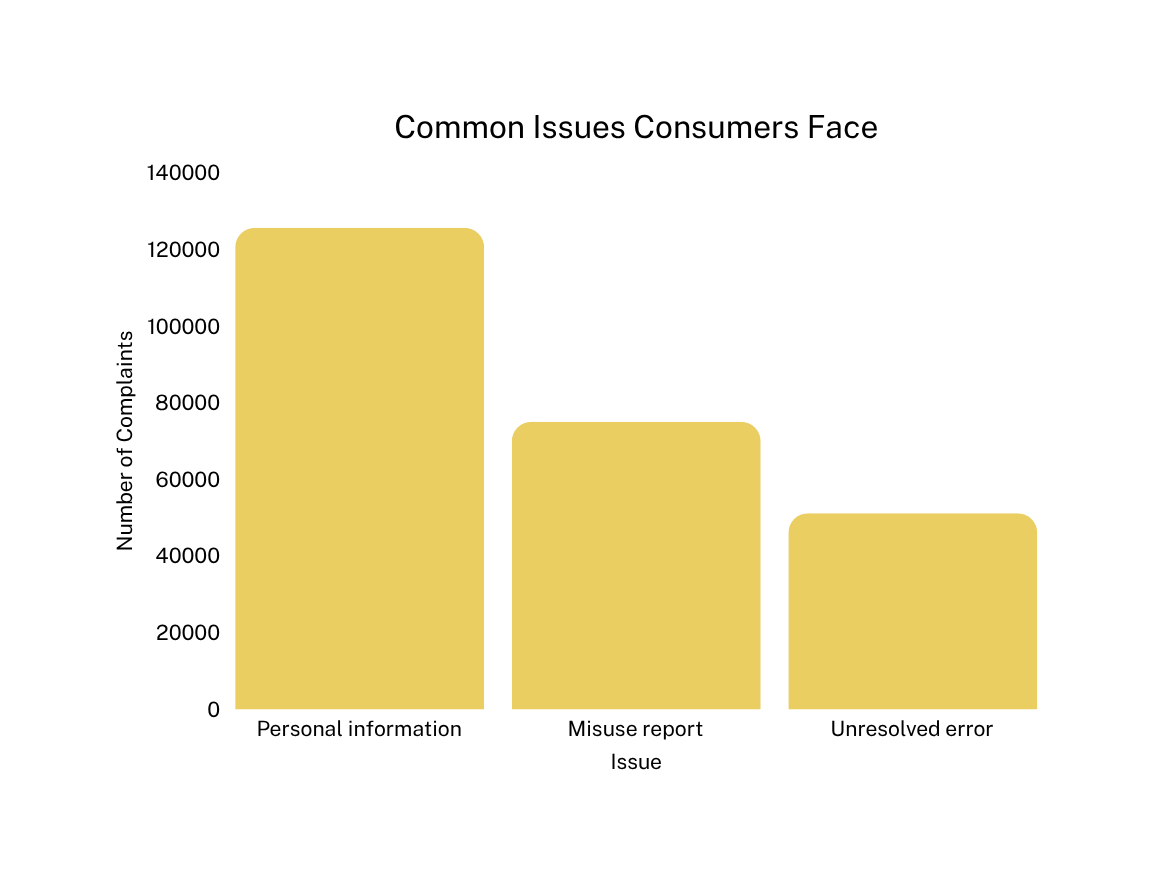 Common Issues Consumers Face
140000
120000
100000
80000
60000
40000
20000
0
Number of Complaints
Personal information
Misuse report
Unresolved error
Issue